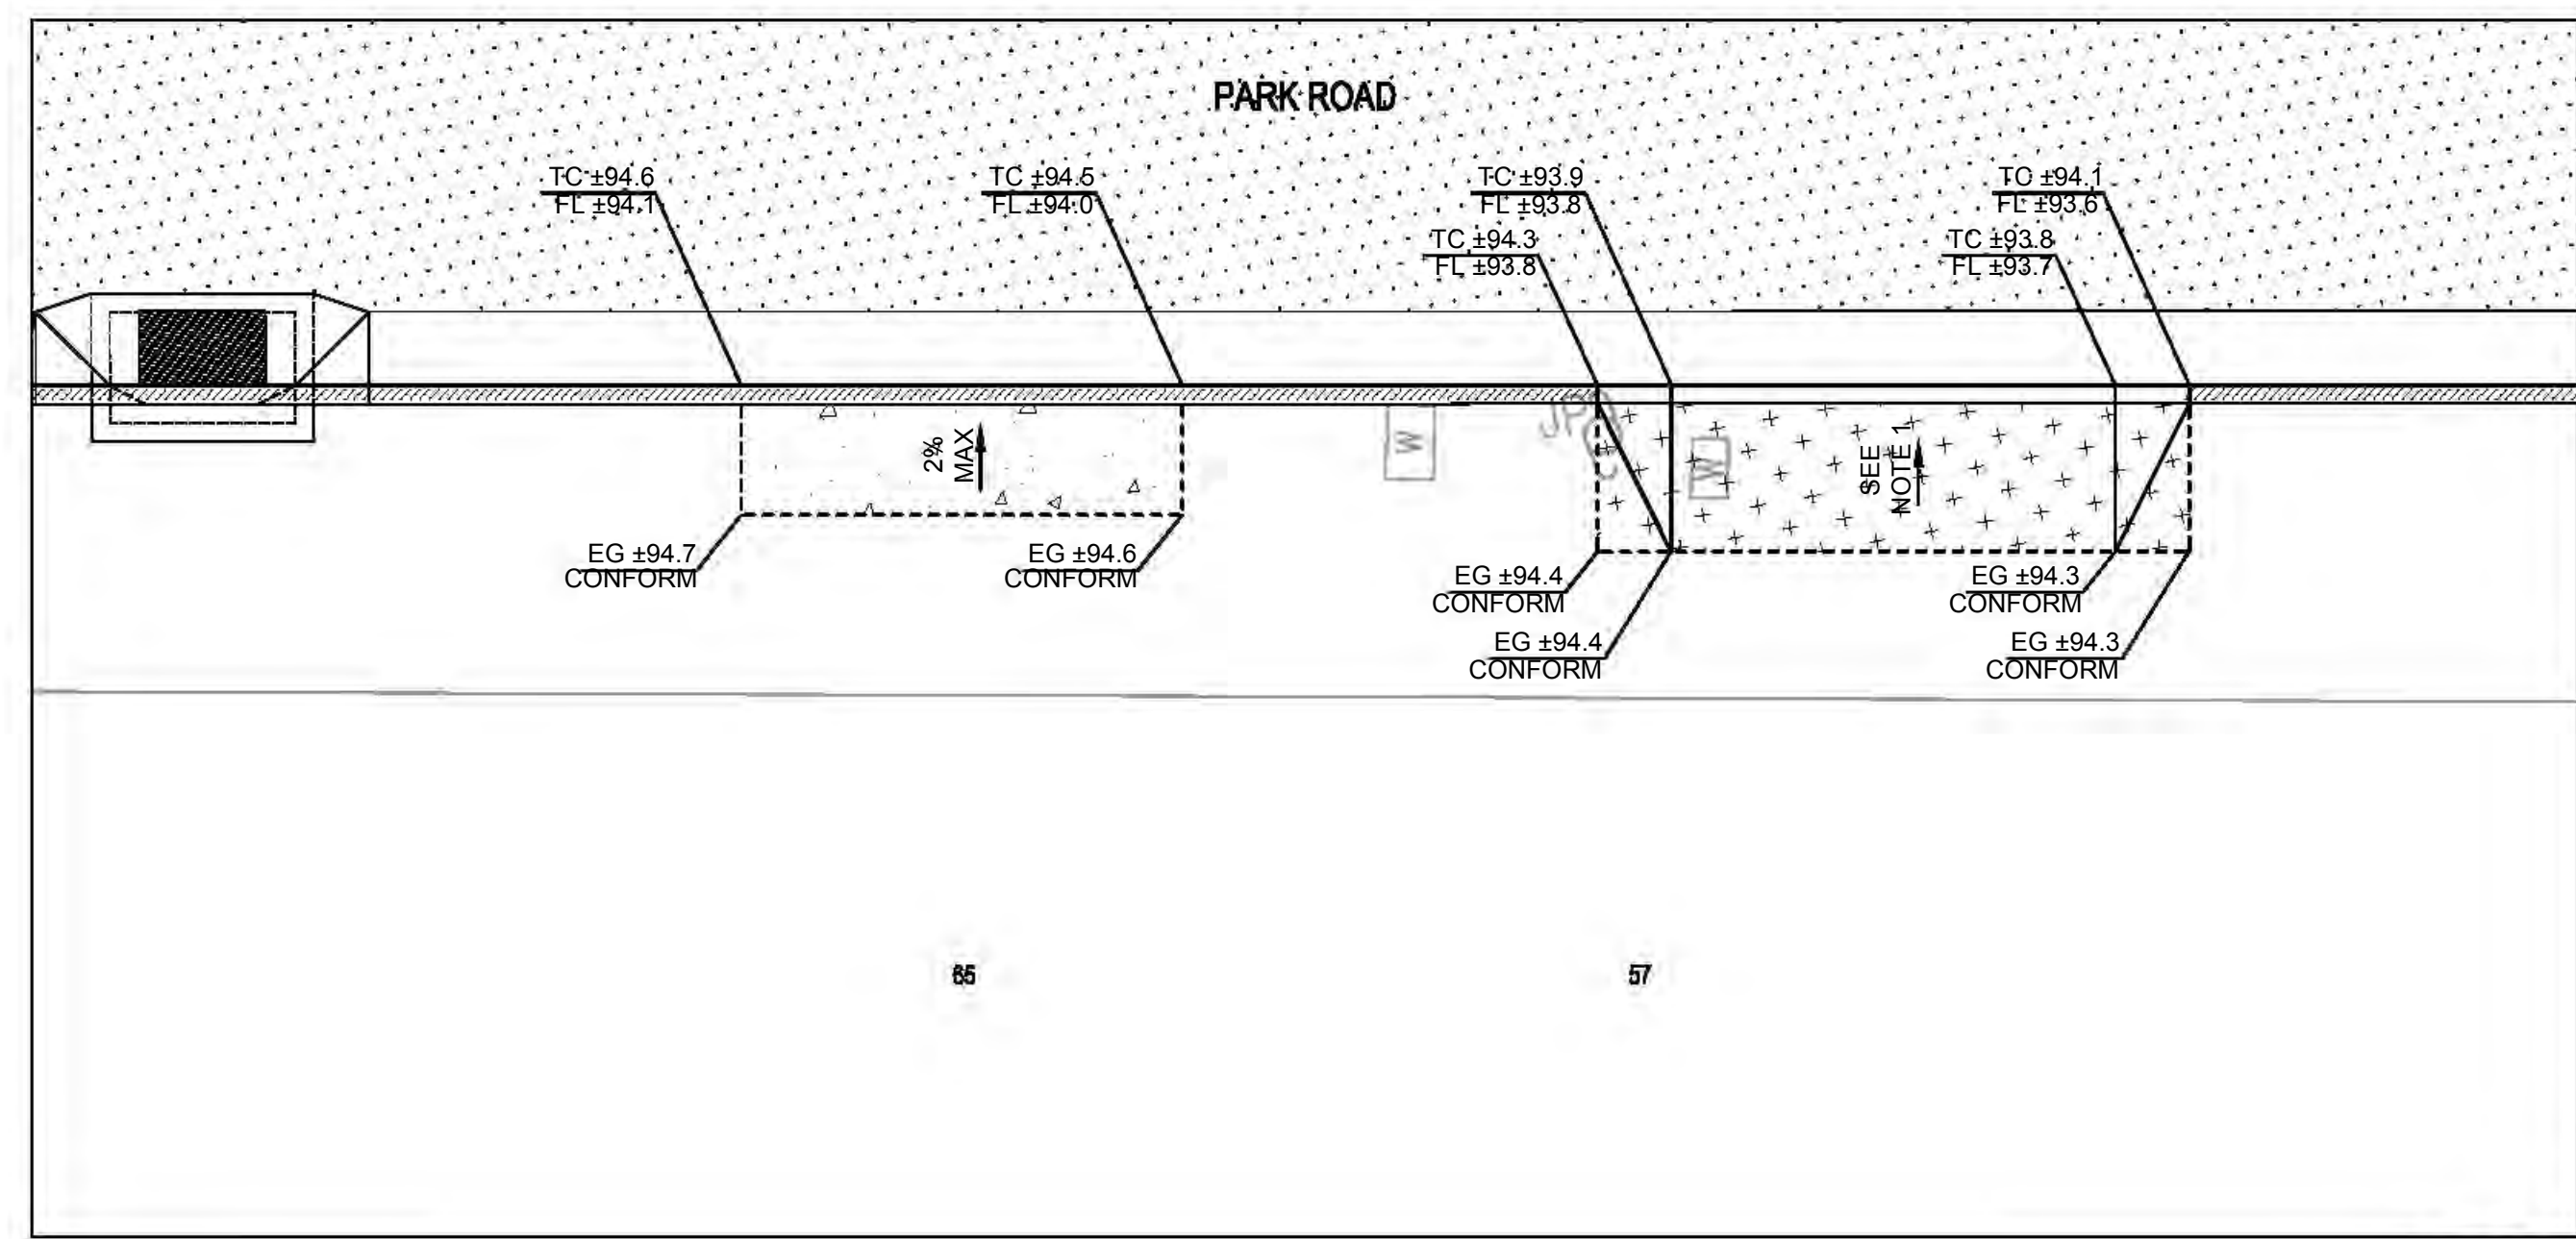 PARK ROAD
TC ±94.6
FL ±94.1
TC ±94.5
FL ±94.0
TC ±93.9
FL ±93.8
TC ±94.3
FL ±93.8
TC ±94.1
FL ±93.6
TC ±93.8
FL ±93.7
2%
MAX
W
JP
W
SEE
NOTE 1
EG ±94.7
CONFORM
EG ±94.6
CONFORM
EG ±94.4
CONFORM
EG ±94.4
CONFORM
EG ±94.3
CONFORM
EG ±94.3
CONFORM
65
57